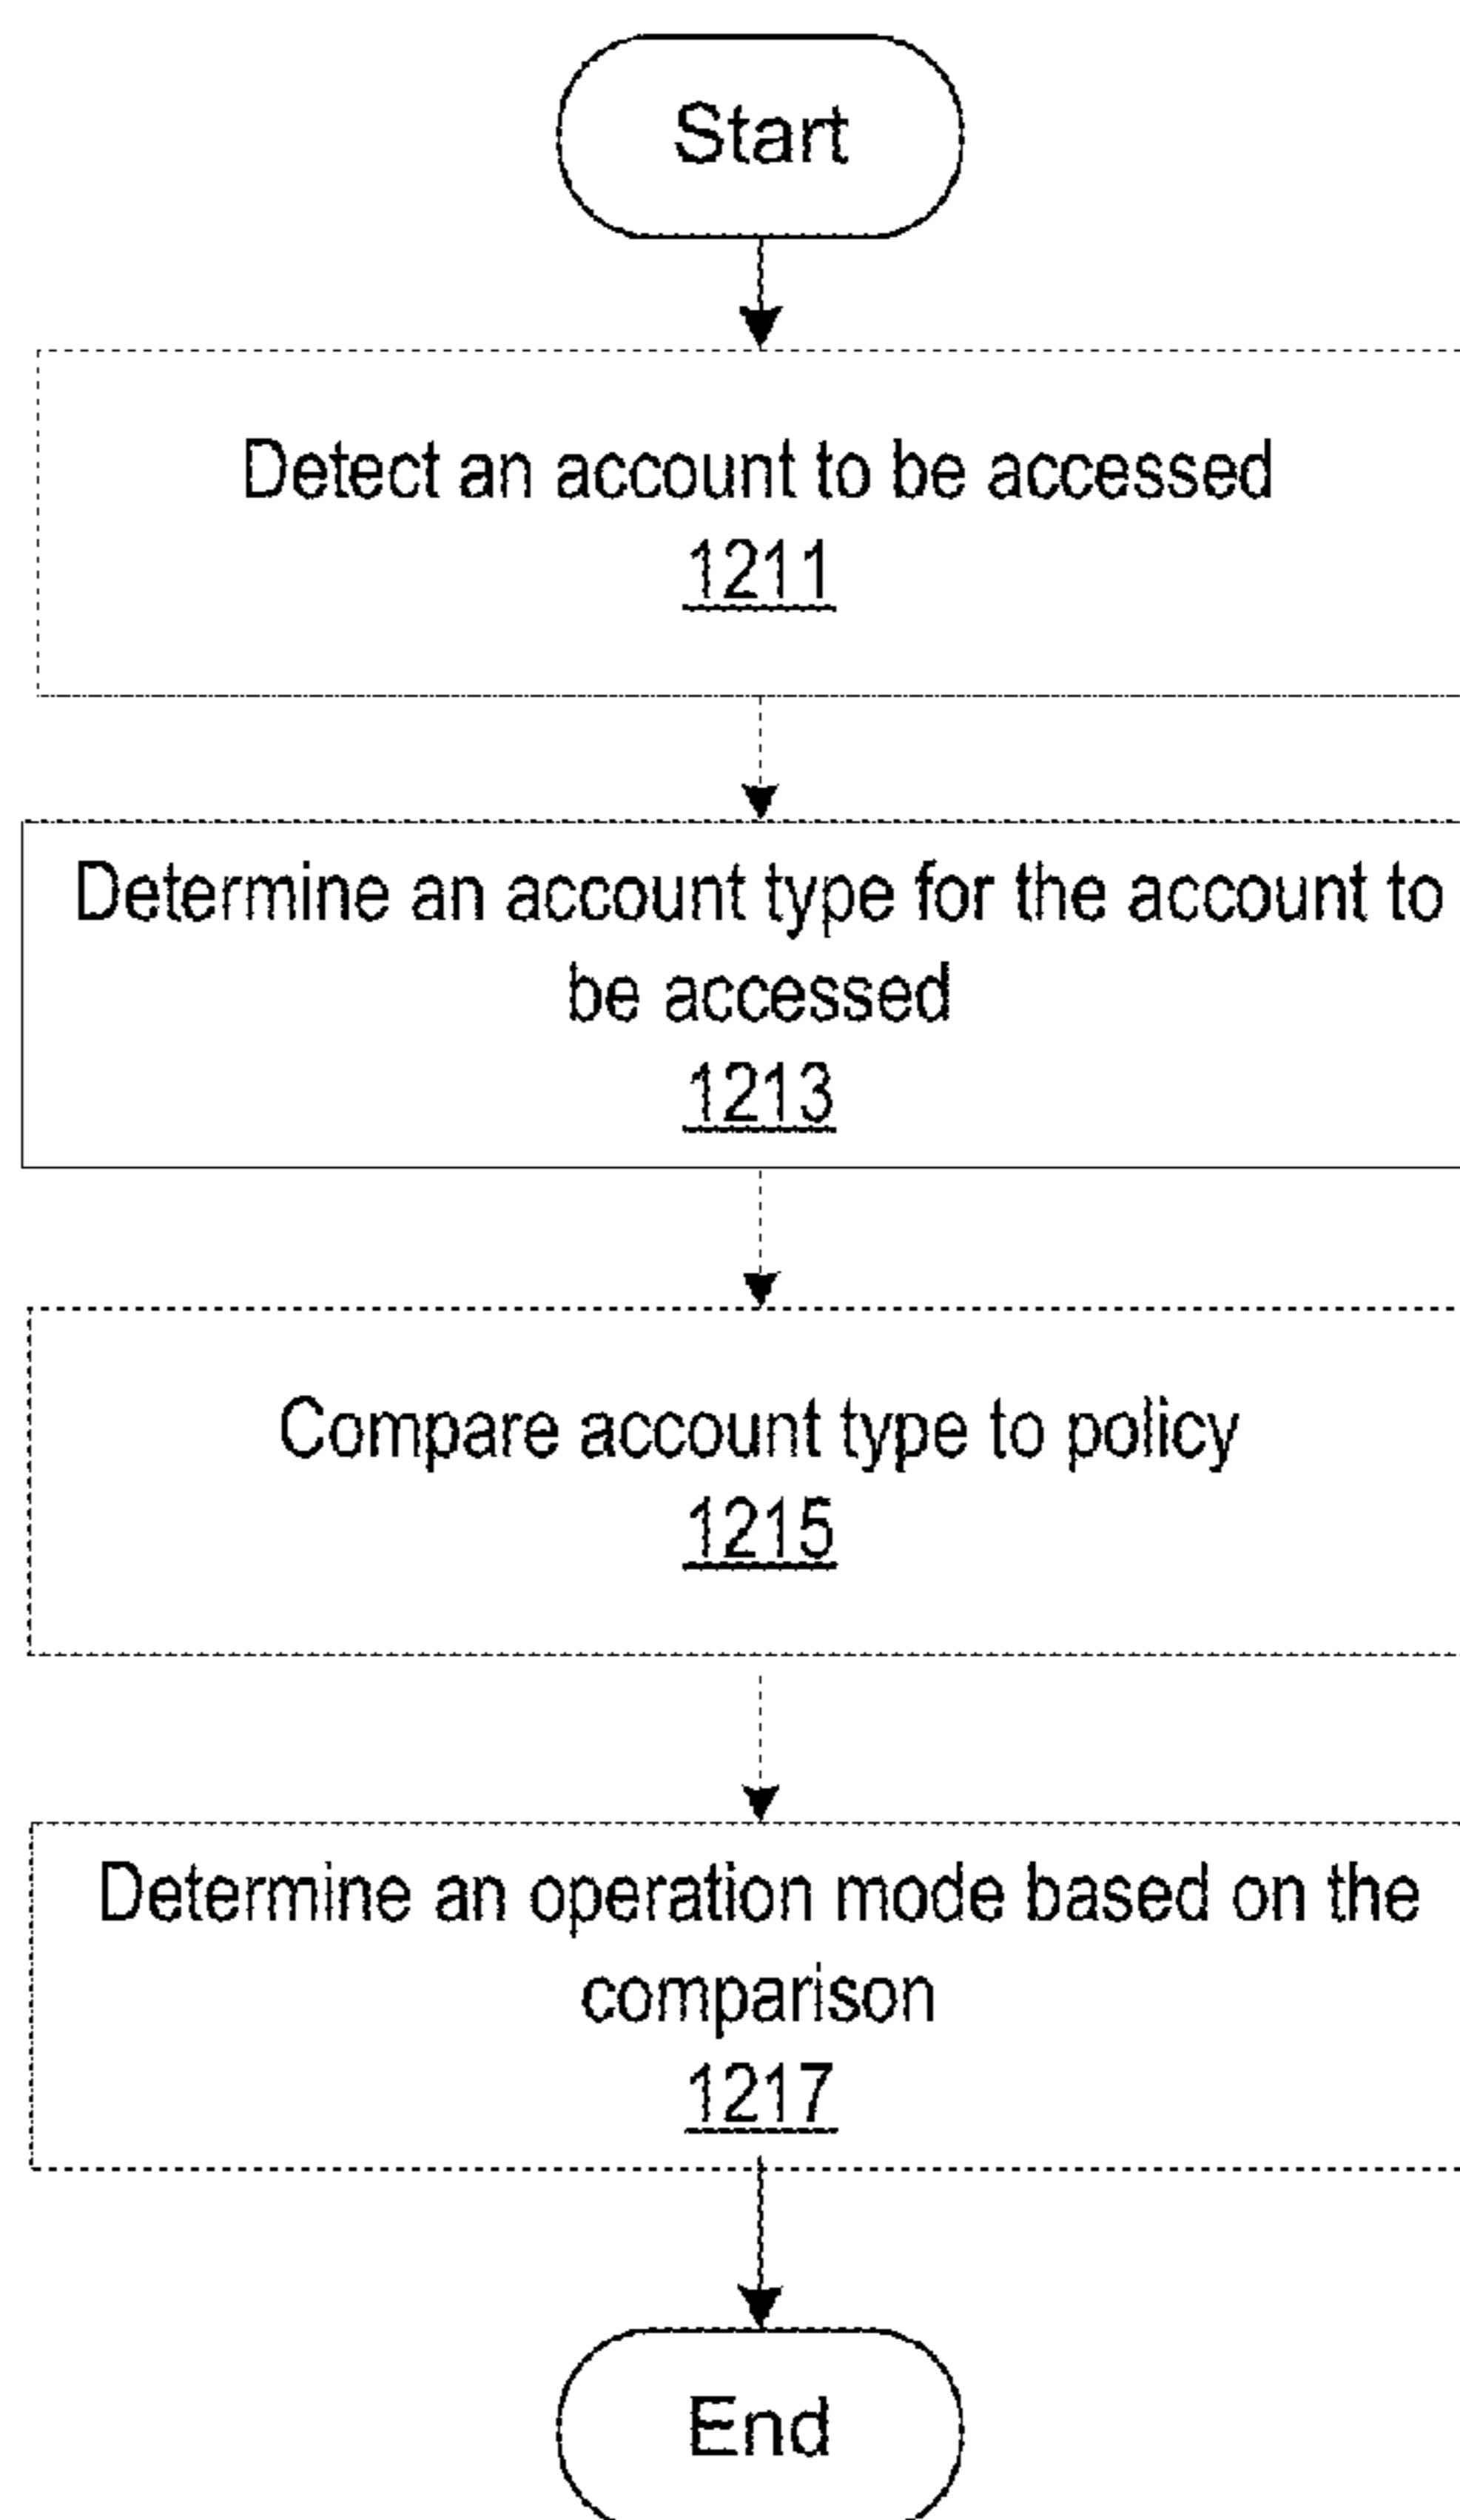 Start
Detect an account to be accessed
1211
Determine an account type for the account to
be accessed
1213
Compare account type to policy
1215
Determine an operation mode based on the
comparison
1217
End